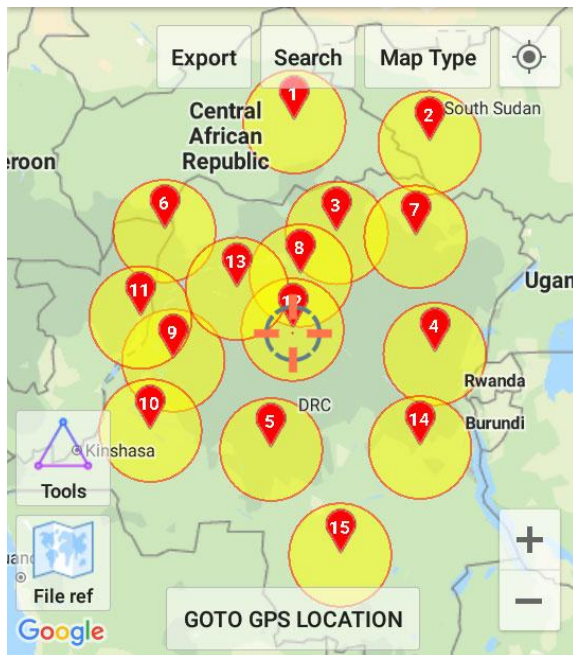 Export
Search
Map Type
1
2
South Sudan
Central
African
Republic
eroon
6
3
7
8
13
11
12
Ugan
9
4
Rwanda
10
5
DRC
14
Burundi
Kinshasa
Tools
15
File ref
GOTO GPS LOCATION
Google
+
−